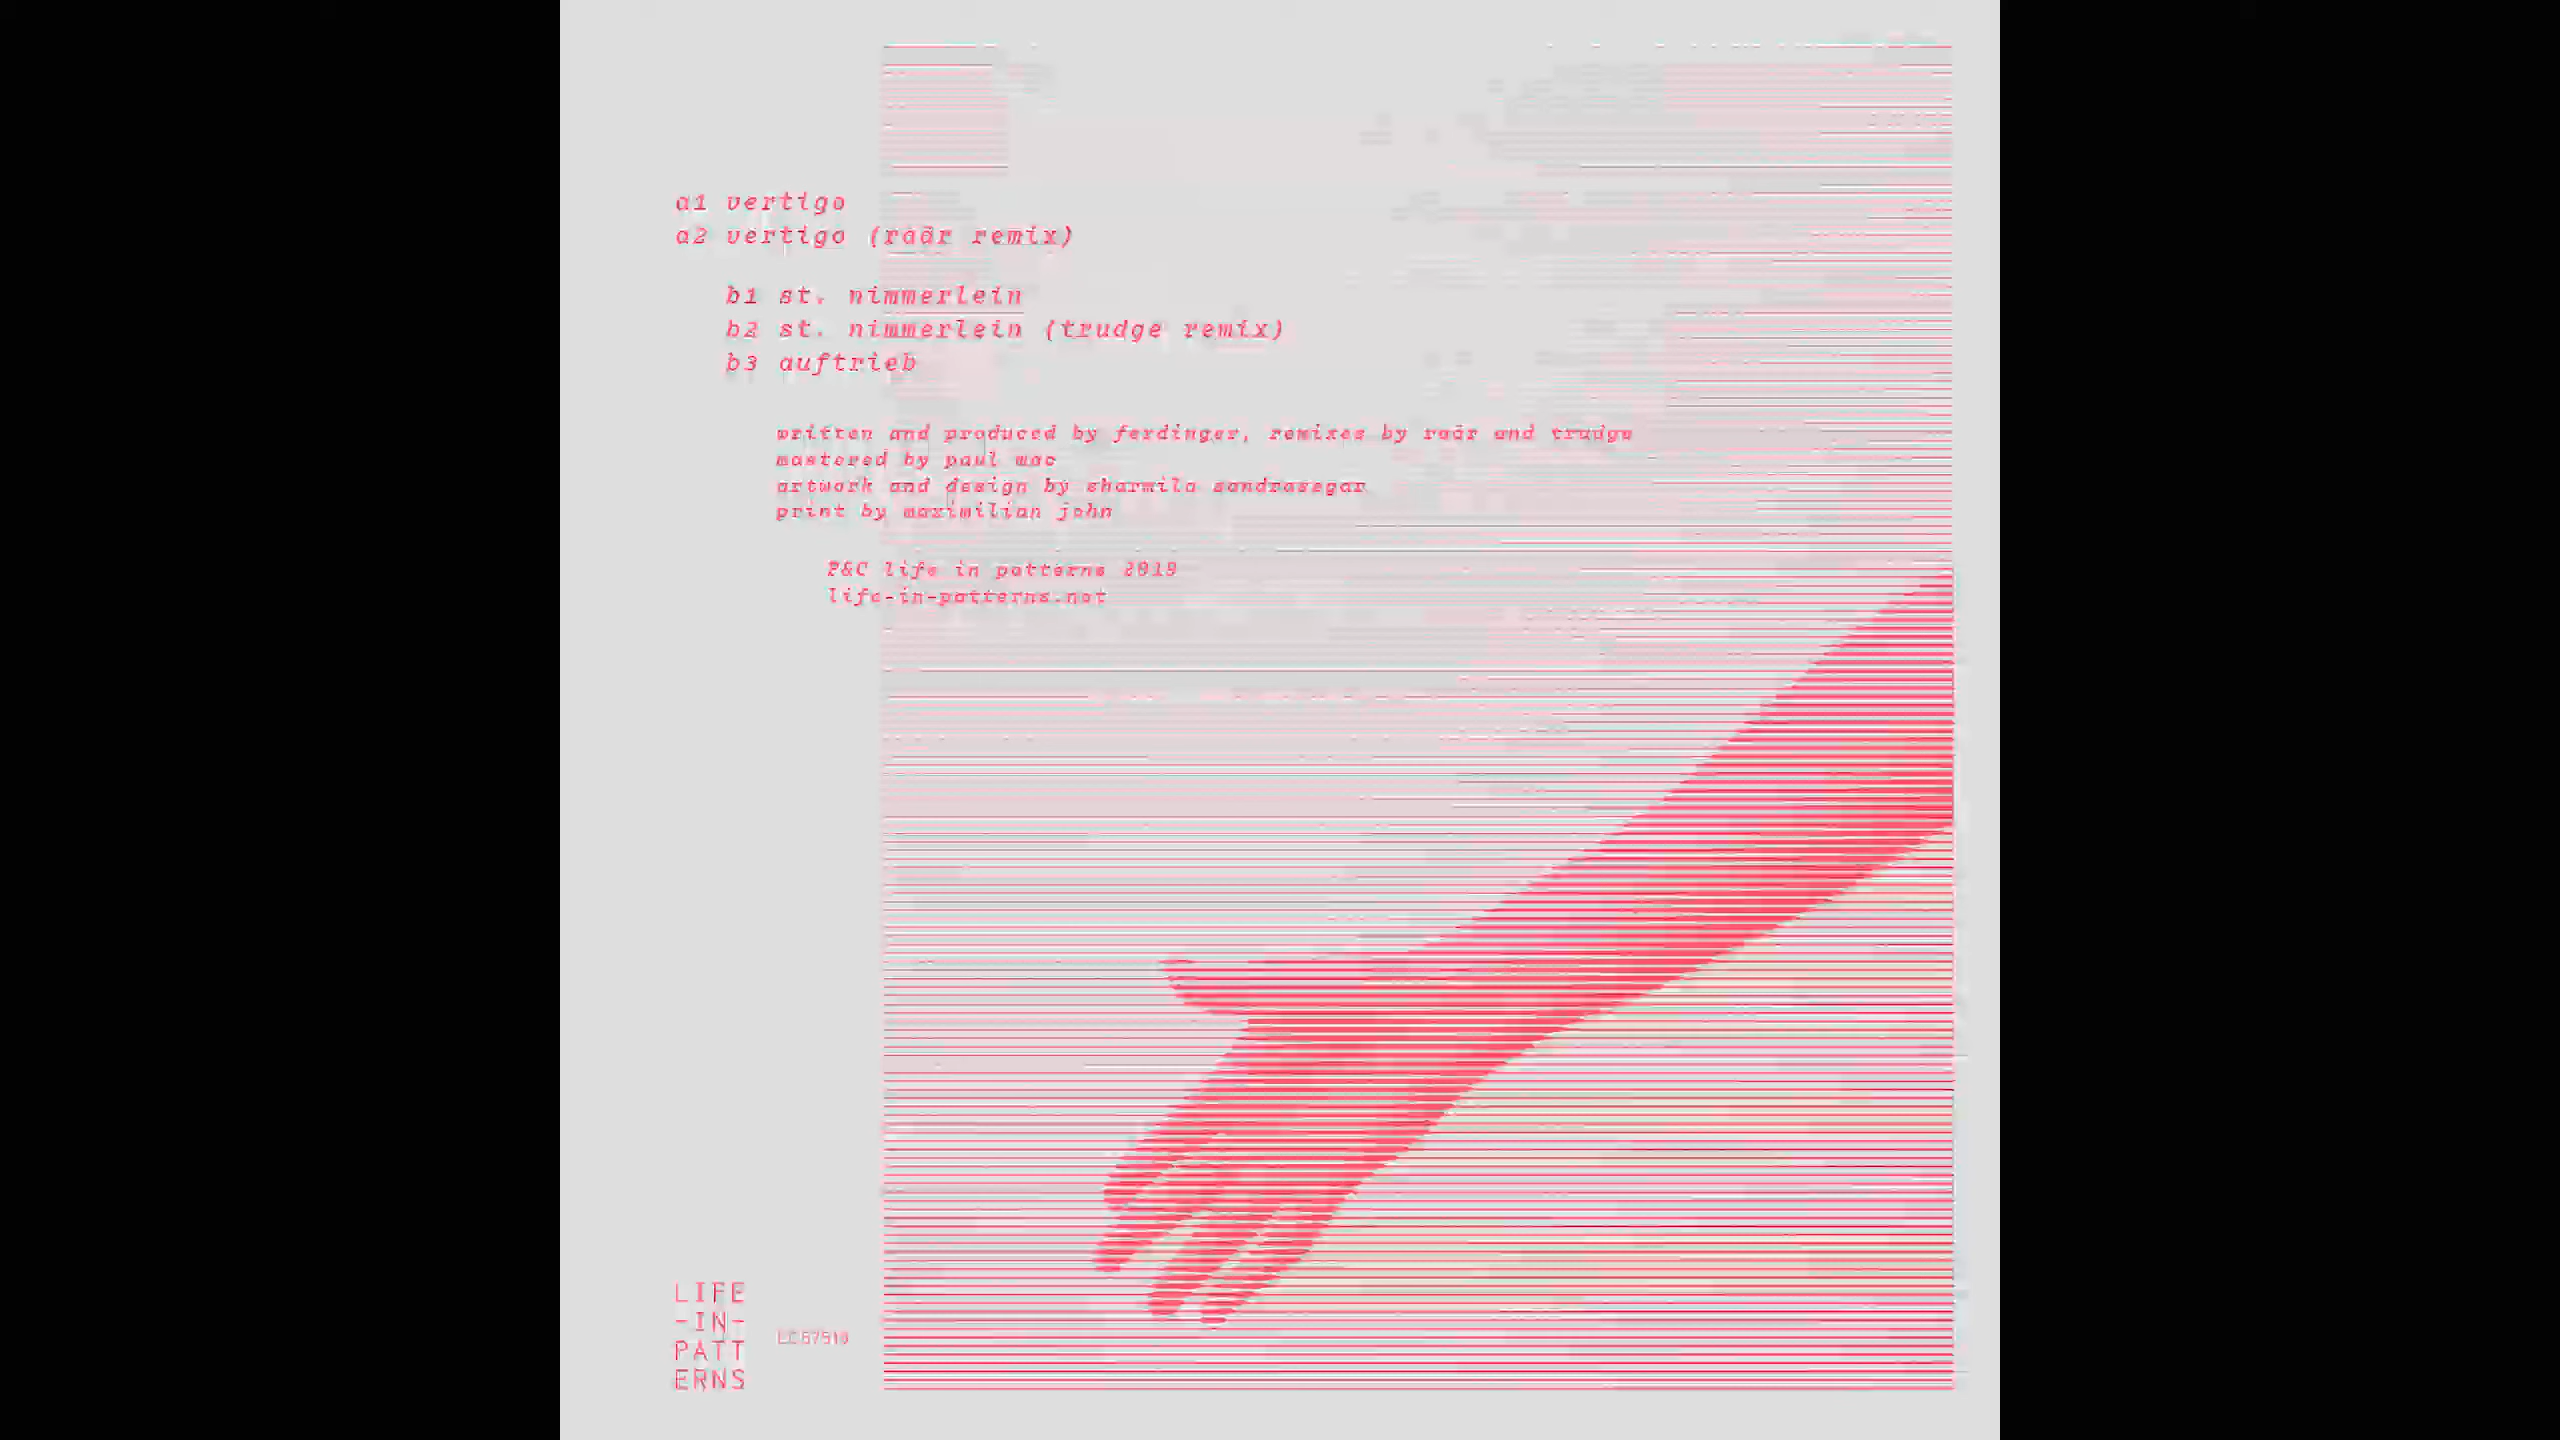 a1 vertigo
a2 vertigo (raär remix)
b1 st. nimmerlein
b2 st. nimmerlein (trudge remix)
b3 auftrieb
written and produced by ferdinger, remixes by raär and trudge
mastered by paul mac
artwork and design by sharmila sandrasegar
print by maximilian john
P&C life in patterns 2019
life-in-patterns.net
LIFE
-IN-
PATT
ERNS